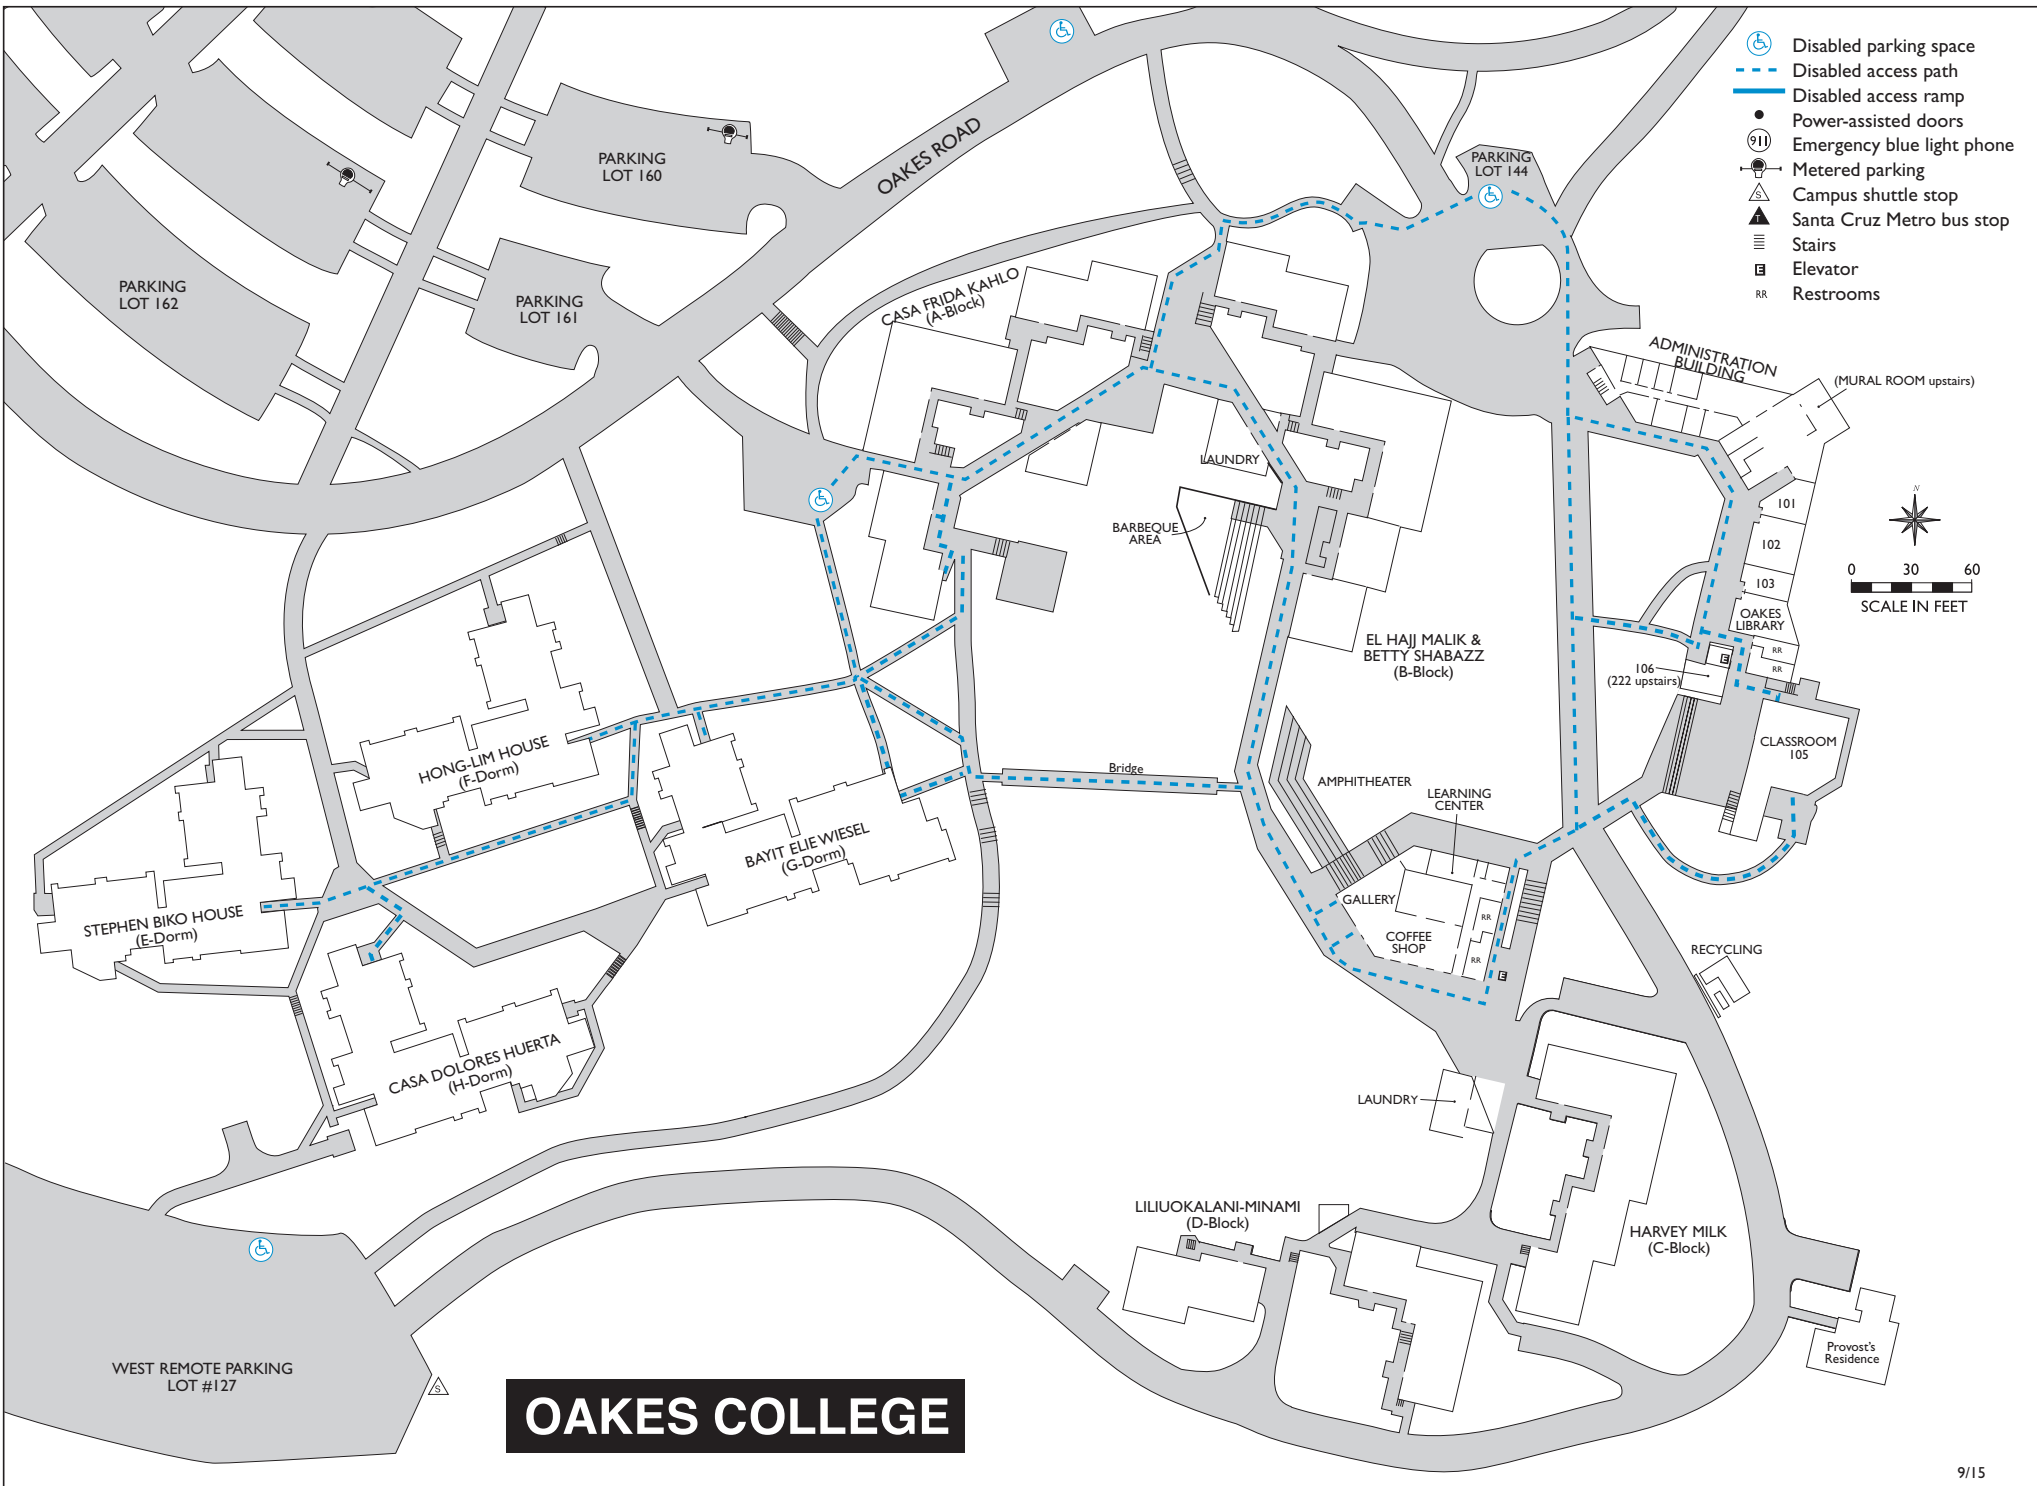 Disabled parking space
Disabled access path
Disabled access ramp
Power-assisted doors
911
Emergency blue light phone
Metered parking
S
Campus shuttle stop
T
Santa Cruz Metro bus stop
Stairs
E
Elevator
RR
Restrooms
OAKES ROAD
PARKING
LOT 160
PARKING
LOT 144
PARKING
LOT 162
PARKING
LOT 161
CASA FRIDA KAHLO
(A-Block)
ADMINISTRATION
BUILDING
(MURAL ROOM upstairs)
LAUNDRY
BARBEQUE
AREA
101
102
103
OAKES
LIBRARY
RR
RR
E
106
(222 upstairs)
N
0 30 60
SCALE IN FEET
EL HAJJ MALIK &
BETTY SHABAZZ
(B-Block)
CLASSROOM
105
HONG-LIM HOUSE
(F-Dorm)
Bridge
AMPHITHEATER
LEARNING
CENTER
BAYIT ELIE WIESEL
(G-Dorm)
GALLERY
COFFEE
SHOP
RR
RR
E
STEPHEN BIKO HOUSE
(E-Dorm)
RECYCLING
CASA DOLORES HUERTA
(H-Dorm)
LAUNDRY
LILIUOKALANI-MINAMI
(D-Block)
HARVEY MILK
(C-Block)
Provost's
Residence
WEST REMOTE PARKING
LOT #127
S
OAKES COLLEGE
9/15